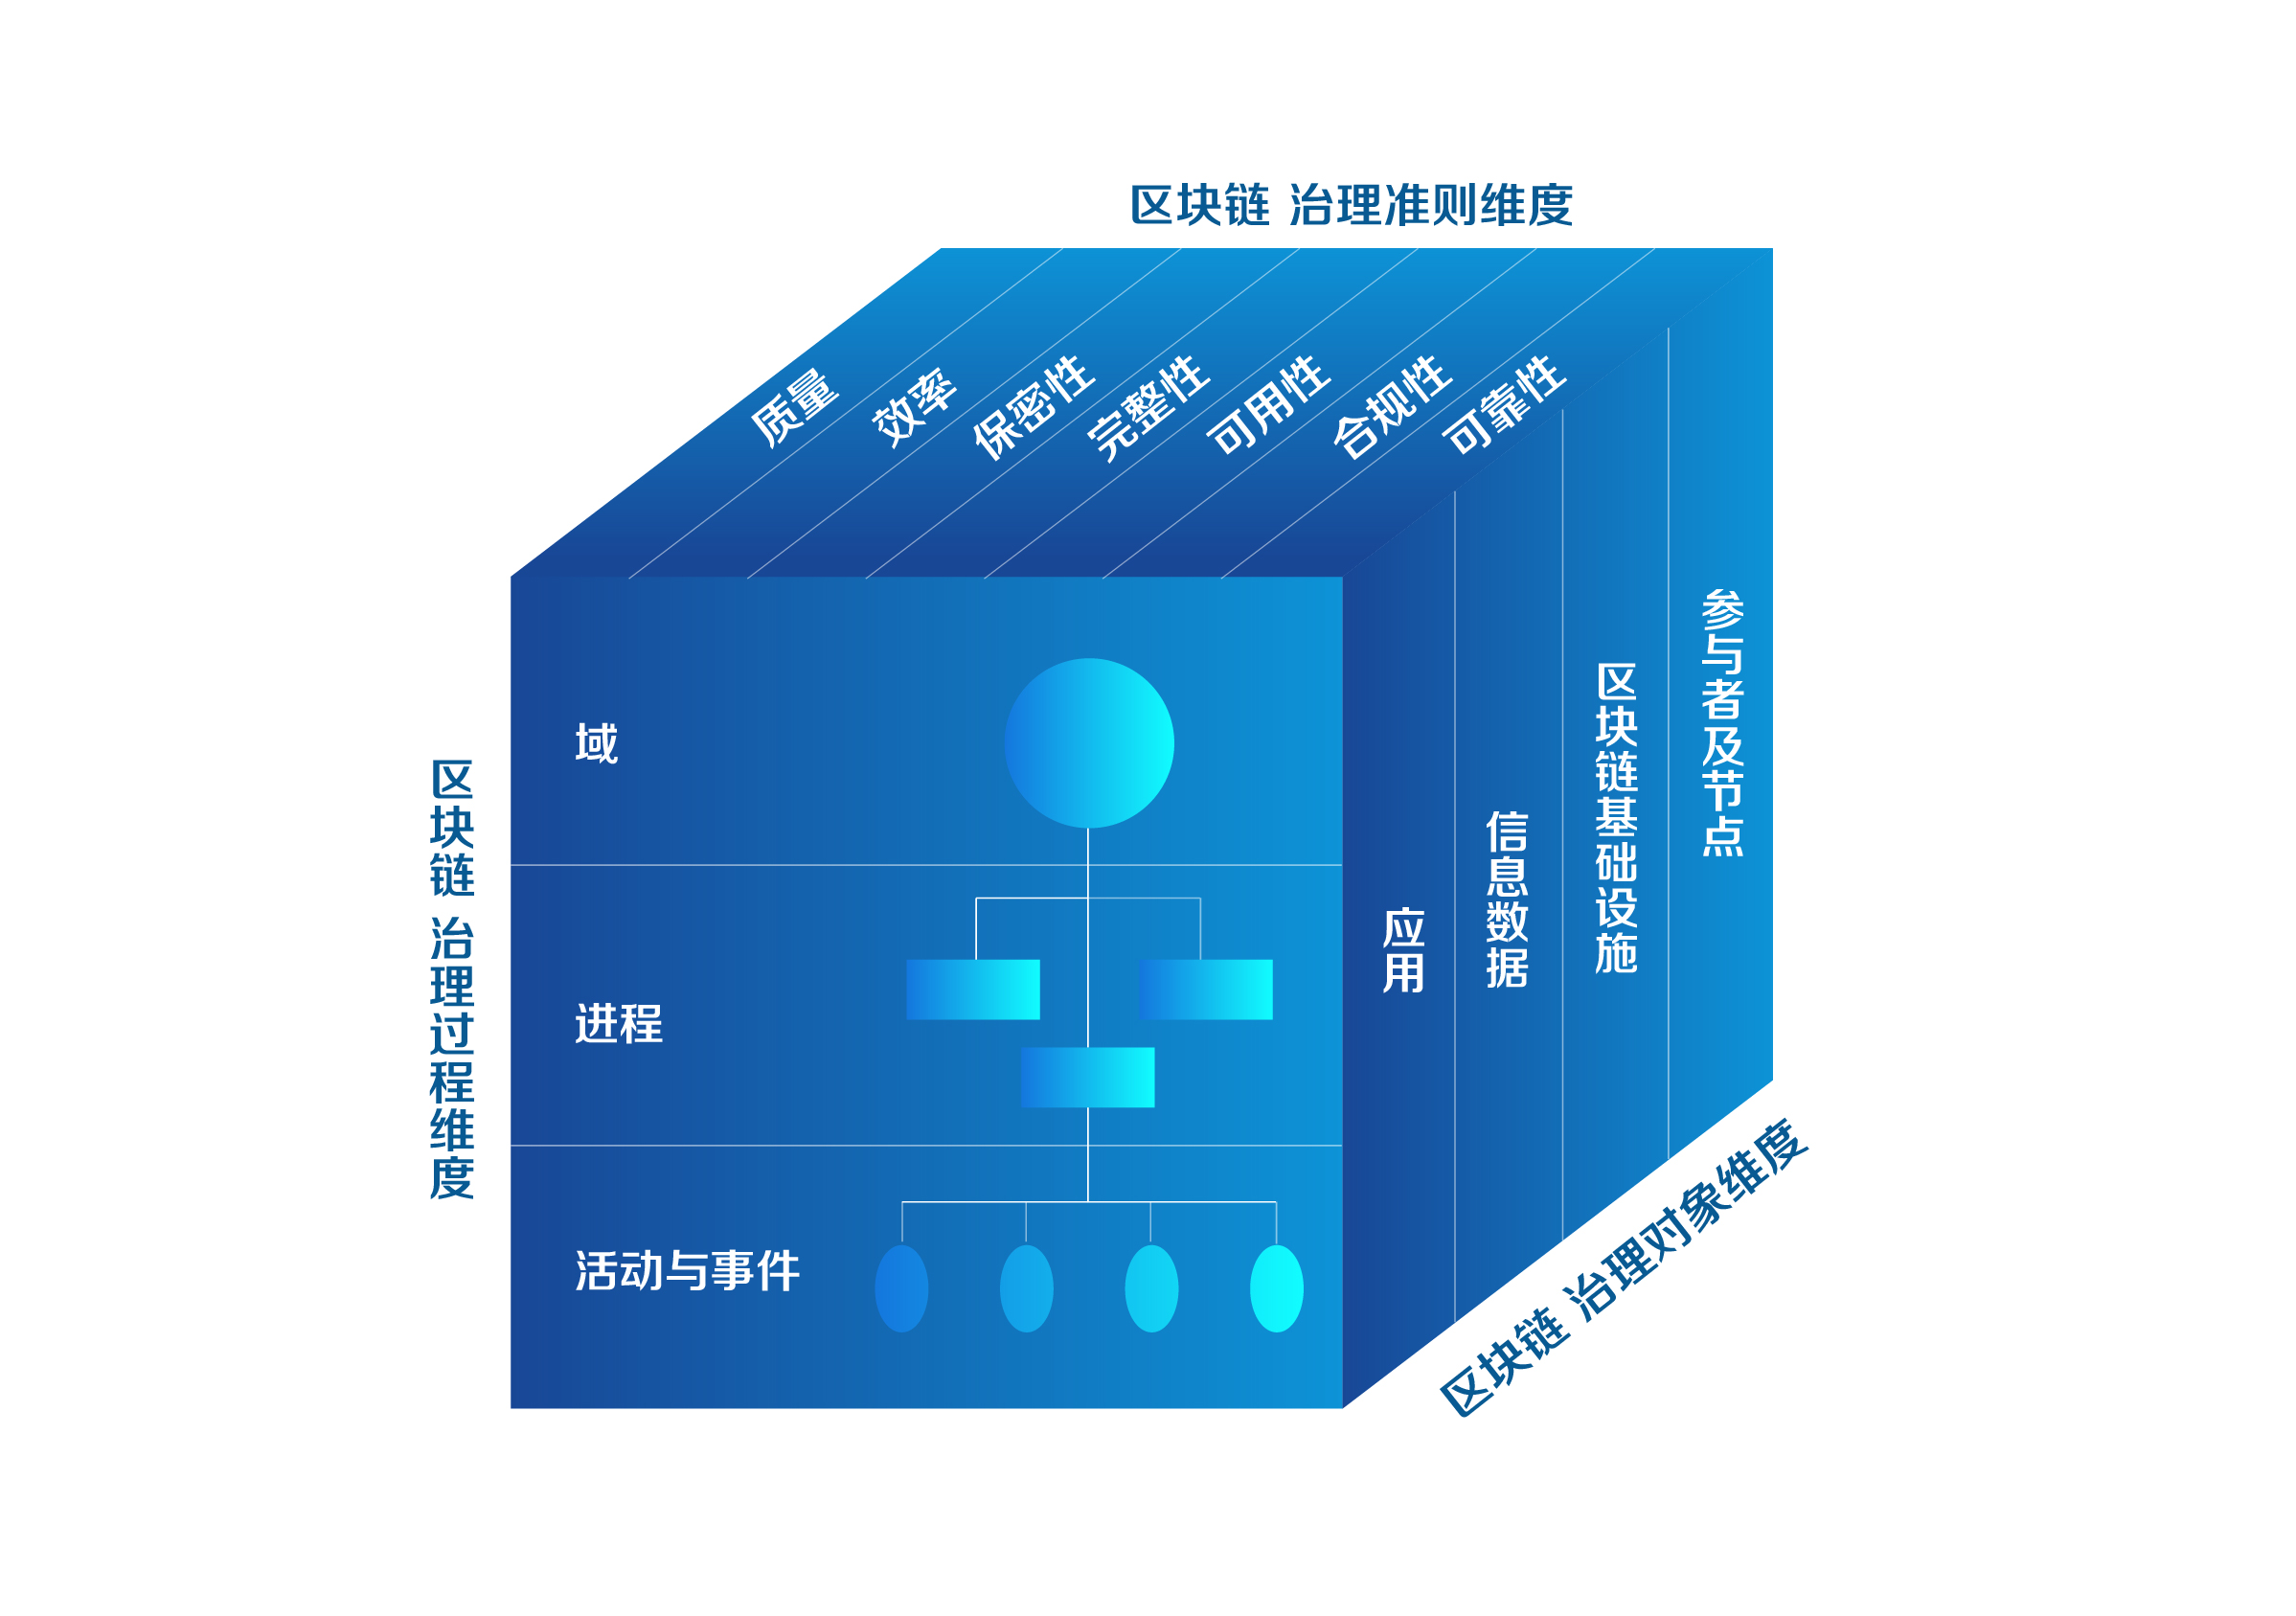 区块链 治理准则维度
质量
效率
保密性
完整性
可用性
合规性
可靠性
区块链 治理过程维度
域
进程
活动与事件
应用
信息数据
区块链基础设施
参与者及节点
区块链 治理对象维度